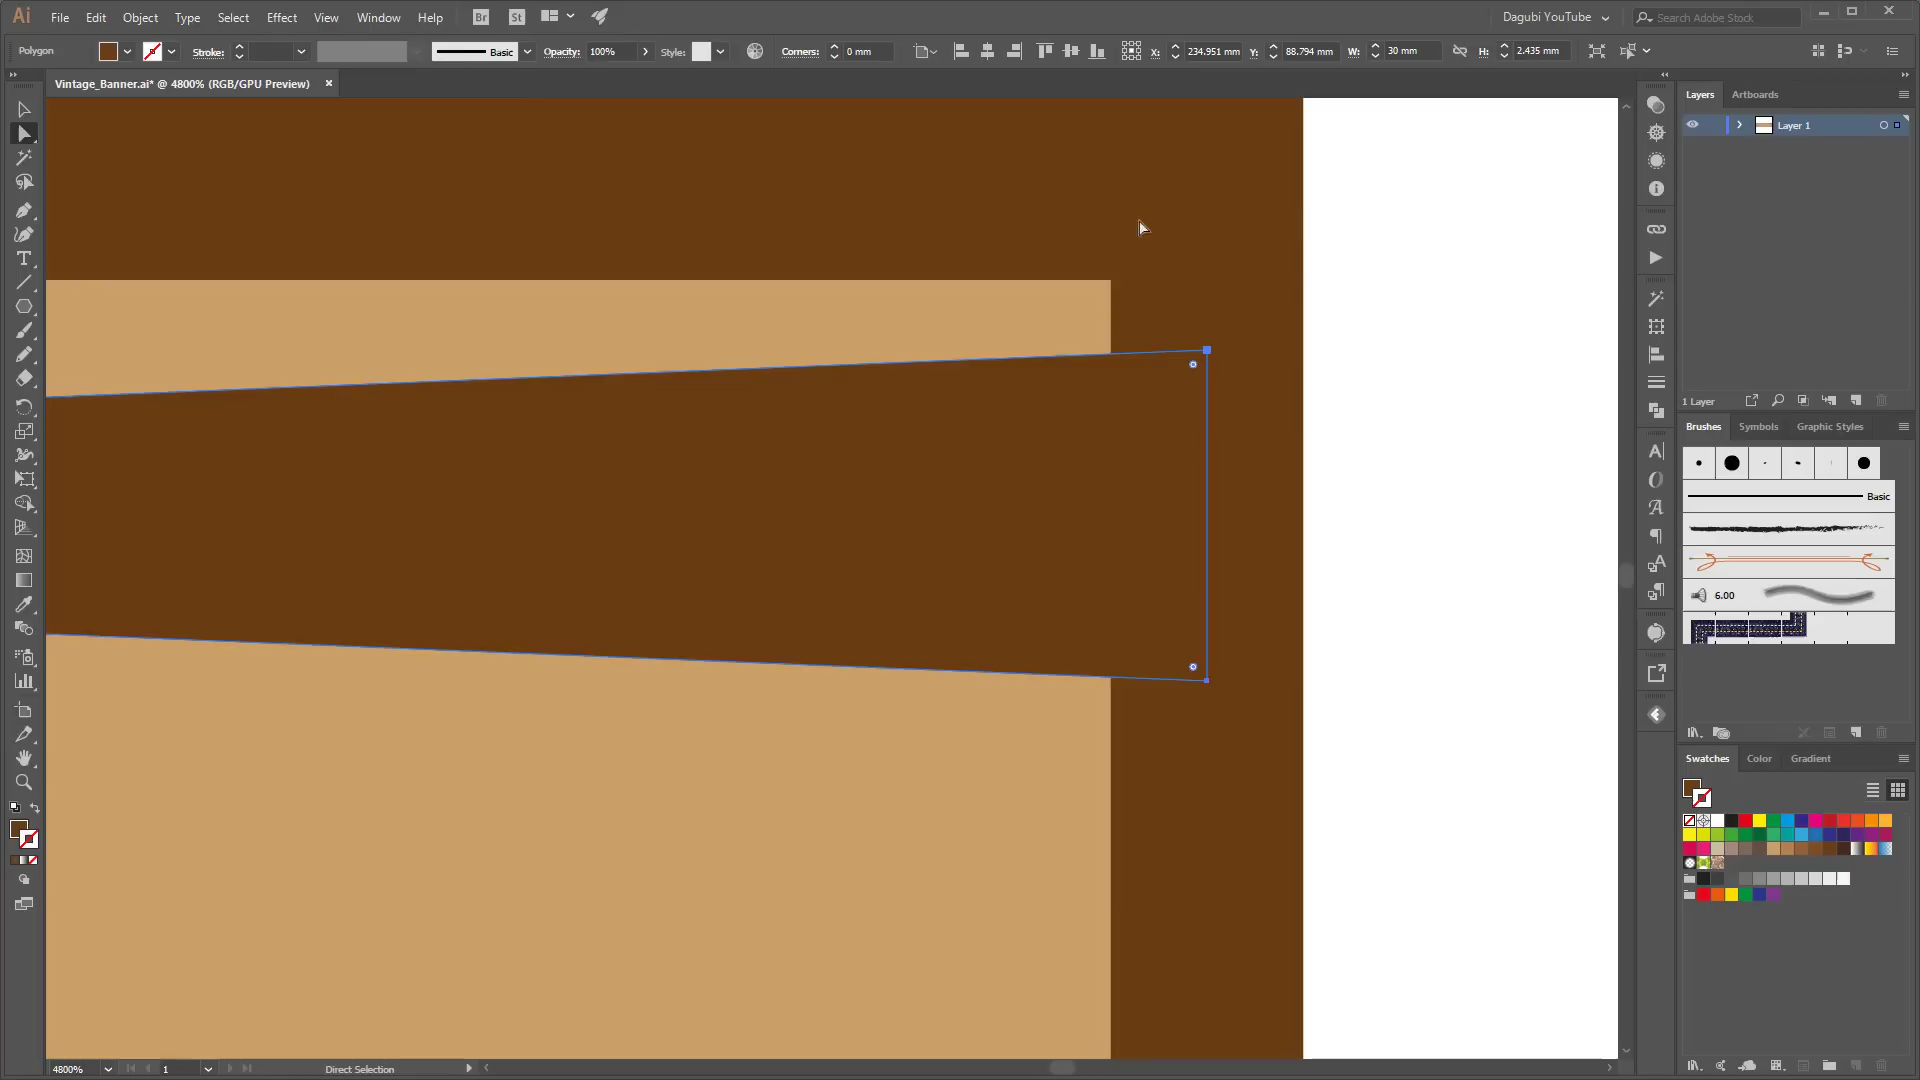 Ai File Edit Object Type Select Effect View Window Help Br St Dagubi YouTube Search Adobe Stock
Polygon Stroke: Basic Opacity: 100% Style: Corners: 0 mm X: 234.951 mm Y: 88.794 mm W: 30 mm H: 2.435 mm
Vintage_Banner.ai* @ 4800% (RGB/GPU Preview)
Layers Artboards
Layer 1
1 Layer
Brushes Symbols Graphic Styles
Basic
6.00
Swatches Color Gradient
4800% 1 Direct Selection